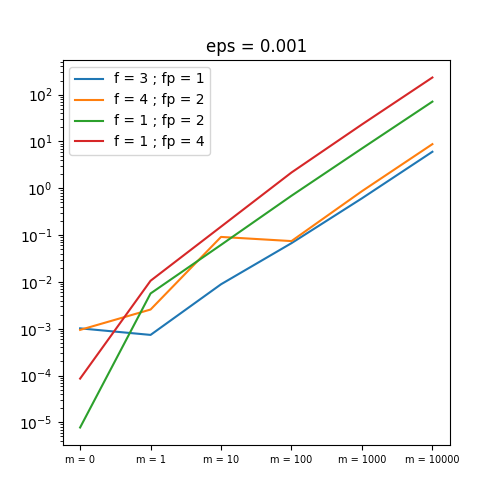 eps = 0.001
f = 3 ; fp = 1
f = 4 ; fp = 2
f = 1 ; fp = 2
f = 1 ; fp = 4
10²
10¹
10⁰
10⁻¹
10⁻²
10⁻³
10⁻⁴
10⁻⁵
m = 0 m = 1 m = 10 m = 100 m = 1000 m = 10000